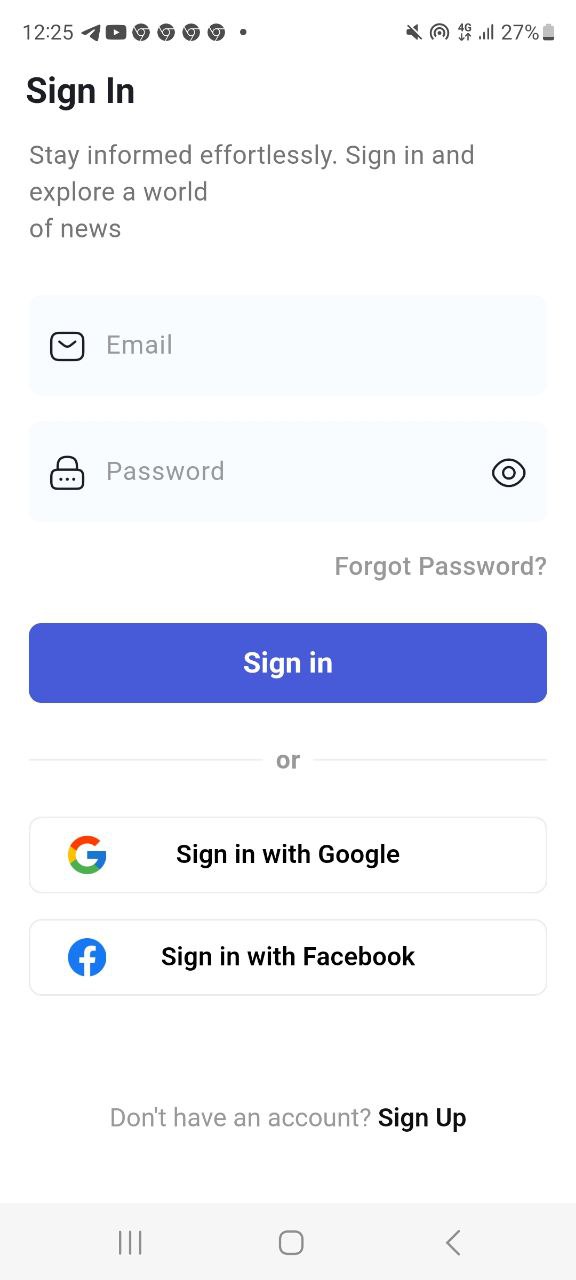 12:25 4G 27%
Sign In
Stay informed effortlessly. Sign in and
explore a world
of news
Email
Password
Forgot Password?
Sign in
or
Sign in with Google
Sign in with Facebook
Don't have an account? Sign Up